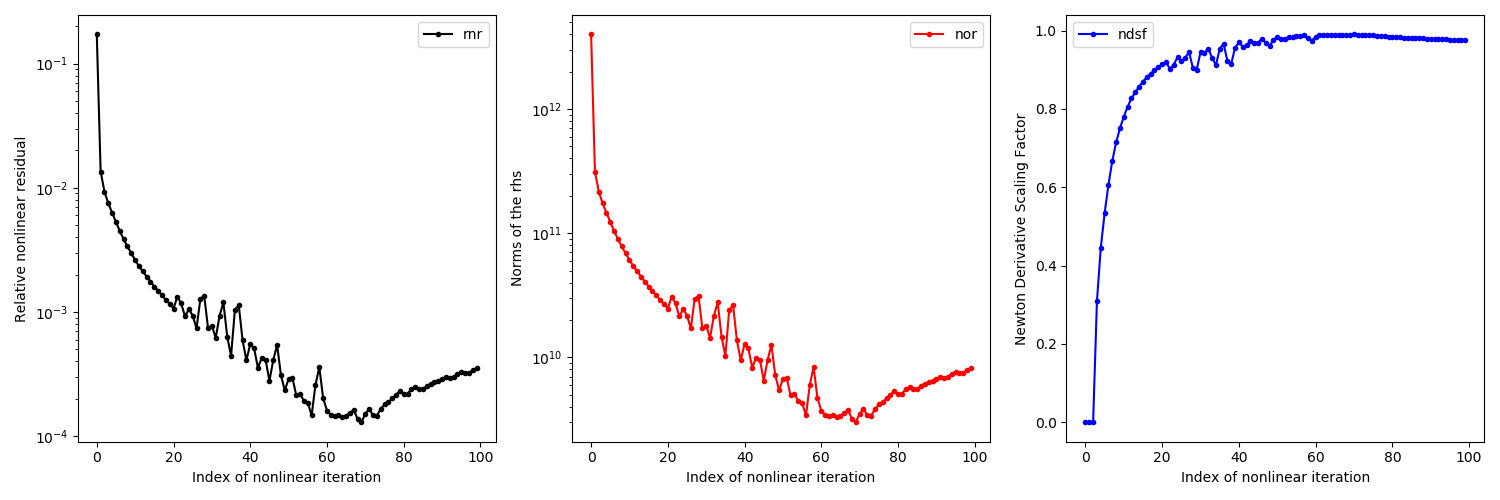 Relative nonlinear residual
10⁻¹
10⁻²
10⁻³
10⁻⁴
0 20 40 60 80 100
Index of nonlinear iteration
rnr
Norms of the rhs
10¹²
10¹¹
10¹⁰
0 20 40 60 80 100
Index of nonlinear iteration
nor
Newton Derivative Scaling Factor
1.0
0.8
0.6
0.4
0.2
0.0
0 20 40 60 80 100
Index of nonlinear iteration
ndsf